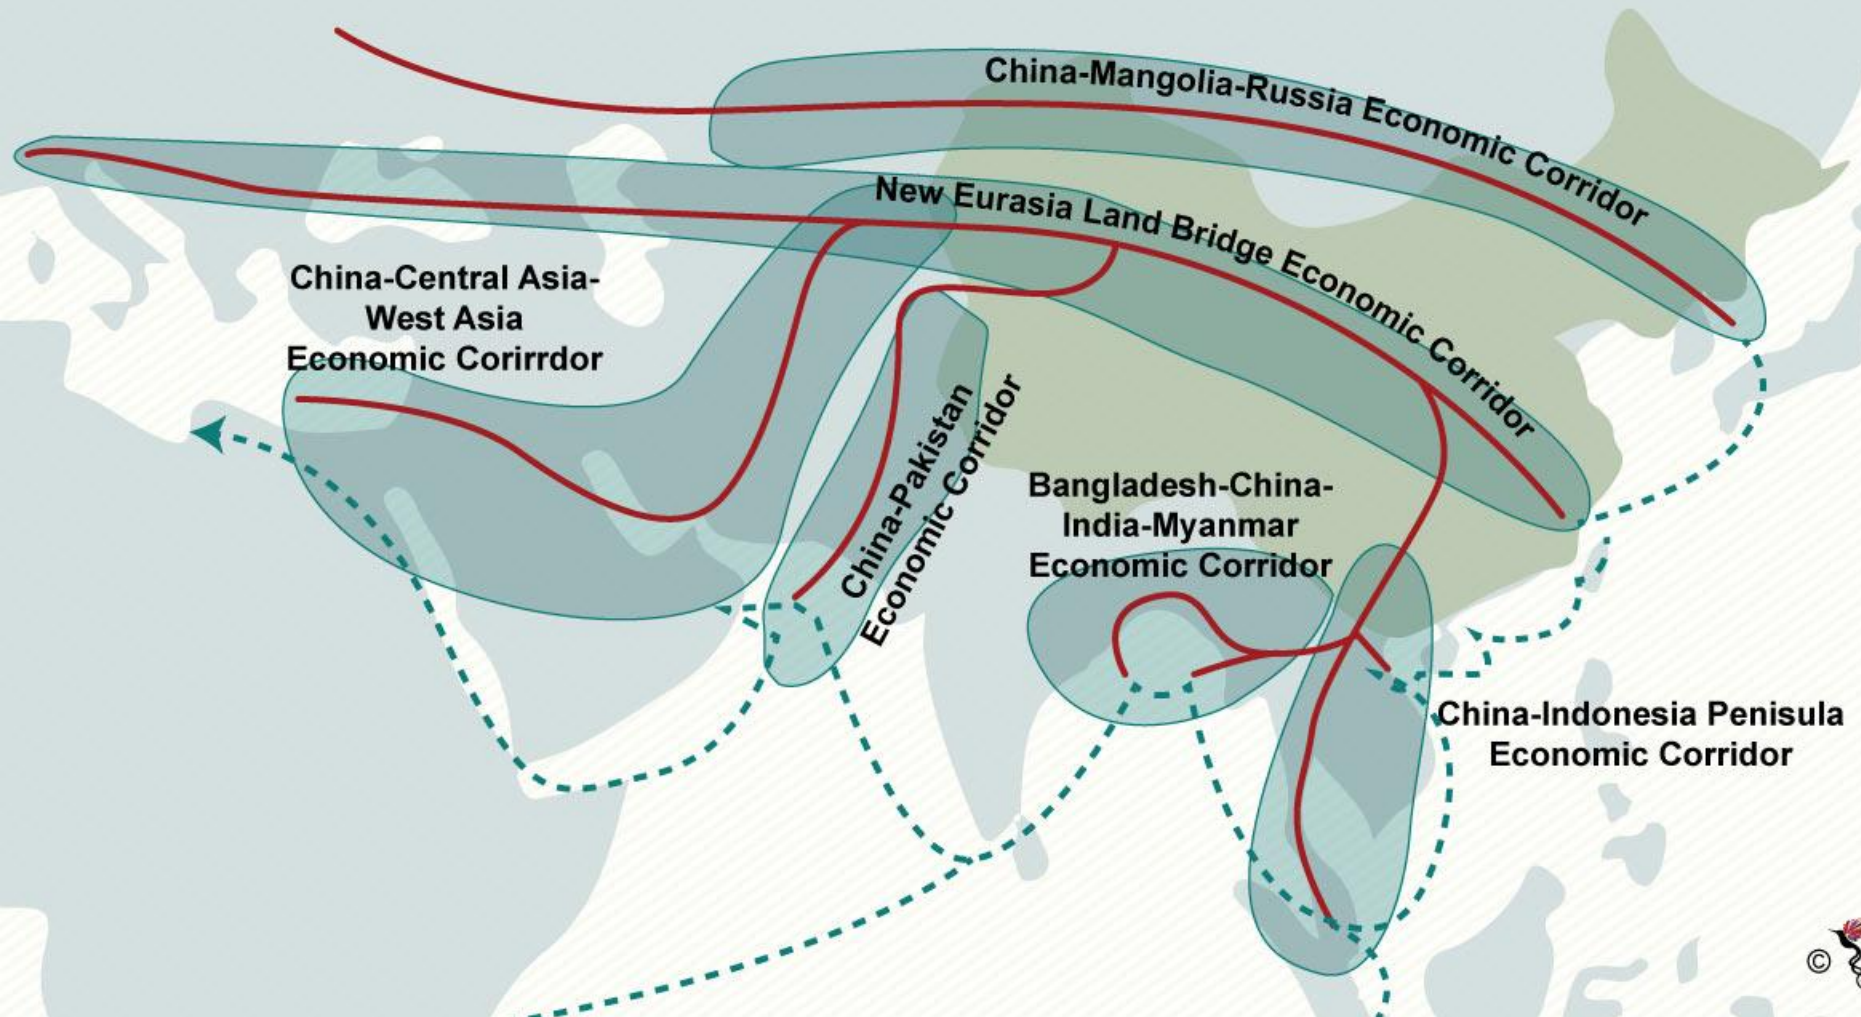 China-Mangolia-Russia Economic Corridor
New Eurasia Land Bridge Economic Corridor
China-Central Asia-
West Asia
Economic Corirrdor
China-Pakistan
Economic Corridor
Bangladesh-China-
India-Myanmar
Economic Corridor
China-Indonesia Penisula
Economic Corridor
©